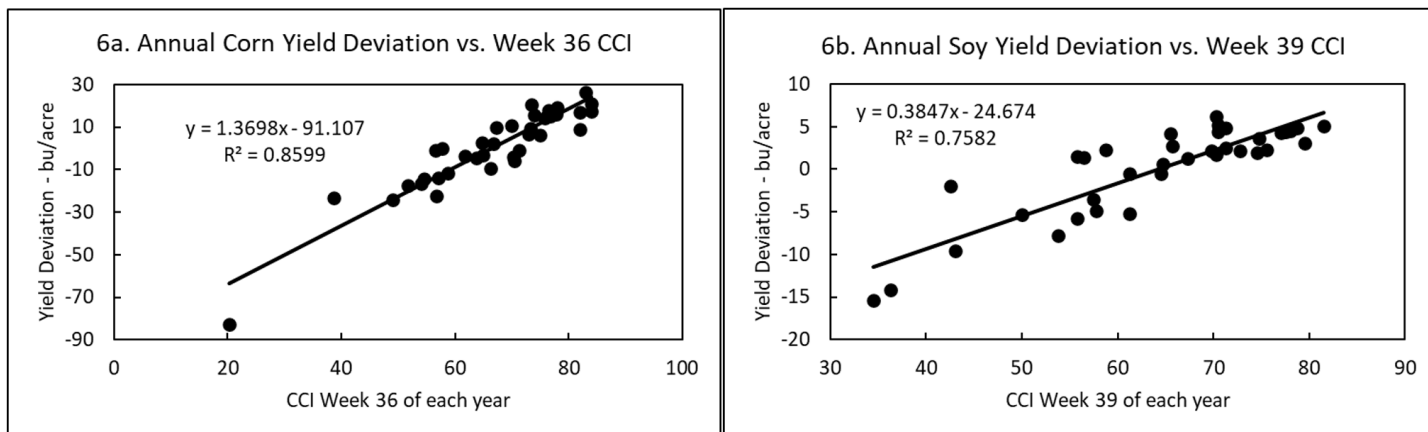 6a. Annual Corn Yield Deviation vs. Week 36 CCI
30
10
-10
-30
-50
-70
-90
Yield Deviation - bu/acre
y = 1.3698x - 91.107
R² = 0.8599
0 20 40 60 80 100
CCI Week 36 of each year
6b. Annual Soy Yield Deviation vs. Week 39 CCI
10
5
0
-5
-10
-15
-20
Yield Deviation - bu/acre
y = 0.3847x - 24.674
R² = 0.7582
30 40 50 60 70 80 90
CCI Week 39 of each year